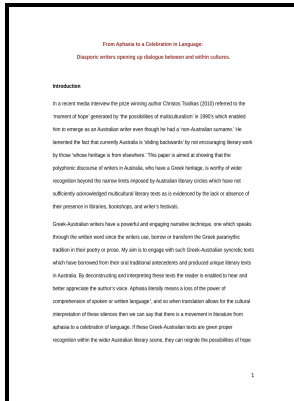 From Aphasia to a Celebration in Language:
Diasporic writers opening up dialogue between and within cultures.
Introduction
In a recent media interview the prize winning author Christos Tsiolkas (2010) referred to the
'moment of hope' generated by 'the possibilities of multiculturalism' in 1990's which enabled
him to emerge as an Australian writer even though he had a 'non-Australian surname.' He
lamented the fact that currently Australia is 'sliding backwards' by not encouraging literary work
by those 'whose heritage is from elsewhere.' This paper is aimed at showing that the
polyphonic discourse of writers in Australia, who have a Greek heritage, is worthy of wider
recognition beyond the narrow limits imposed by Australian literary circles which have not
sufficiently acknowledged multicultural literary texts as is evidenced by the lack or absence of
their presence in libraries, bookshops, and writer's festivals.
Greek-Australian writers have a powerful and engaging narrative technique, one which speaks
through the written word since the writers use, borrow or transform the Greek paramythic
tradition in their poetry or prose. My aim is to engage with such Greek-Australian syncretic texts
which have borrowed from their oral traditional antecedents and produced unique literary texts
in Australia. By deconstructing and interpreting these texts the reader is enabled to hear and
better appreciate the author's voice. Aphasia literally means a loss of the power of
comprehension of spoken or written language¹, and so when translation allows for the cultural
interpretation of these silences then we can say that there is a movement in literature from
aphasia to a celebration of language. If these Greek-Australian texts are given proper
recognition within the wider Australian literary scene, they can reignite the possibilities of hope
1